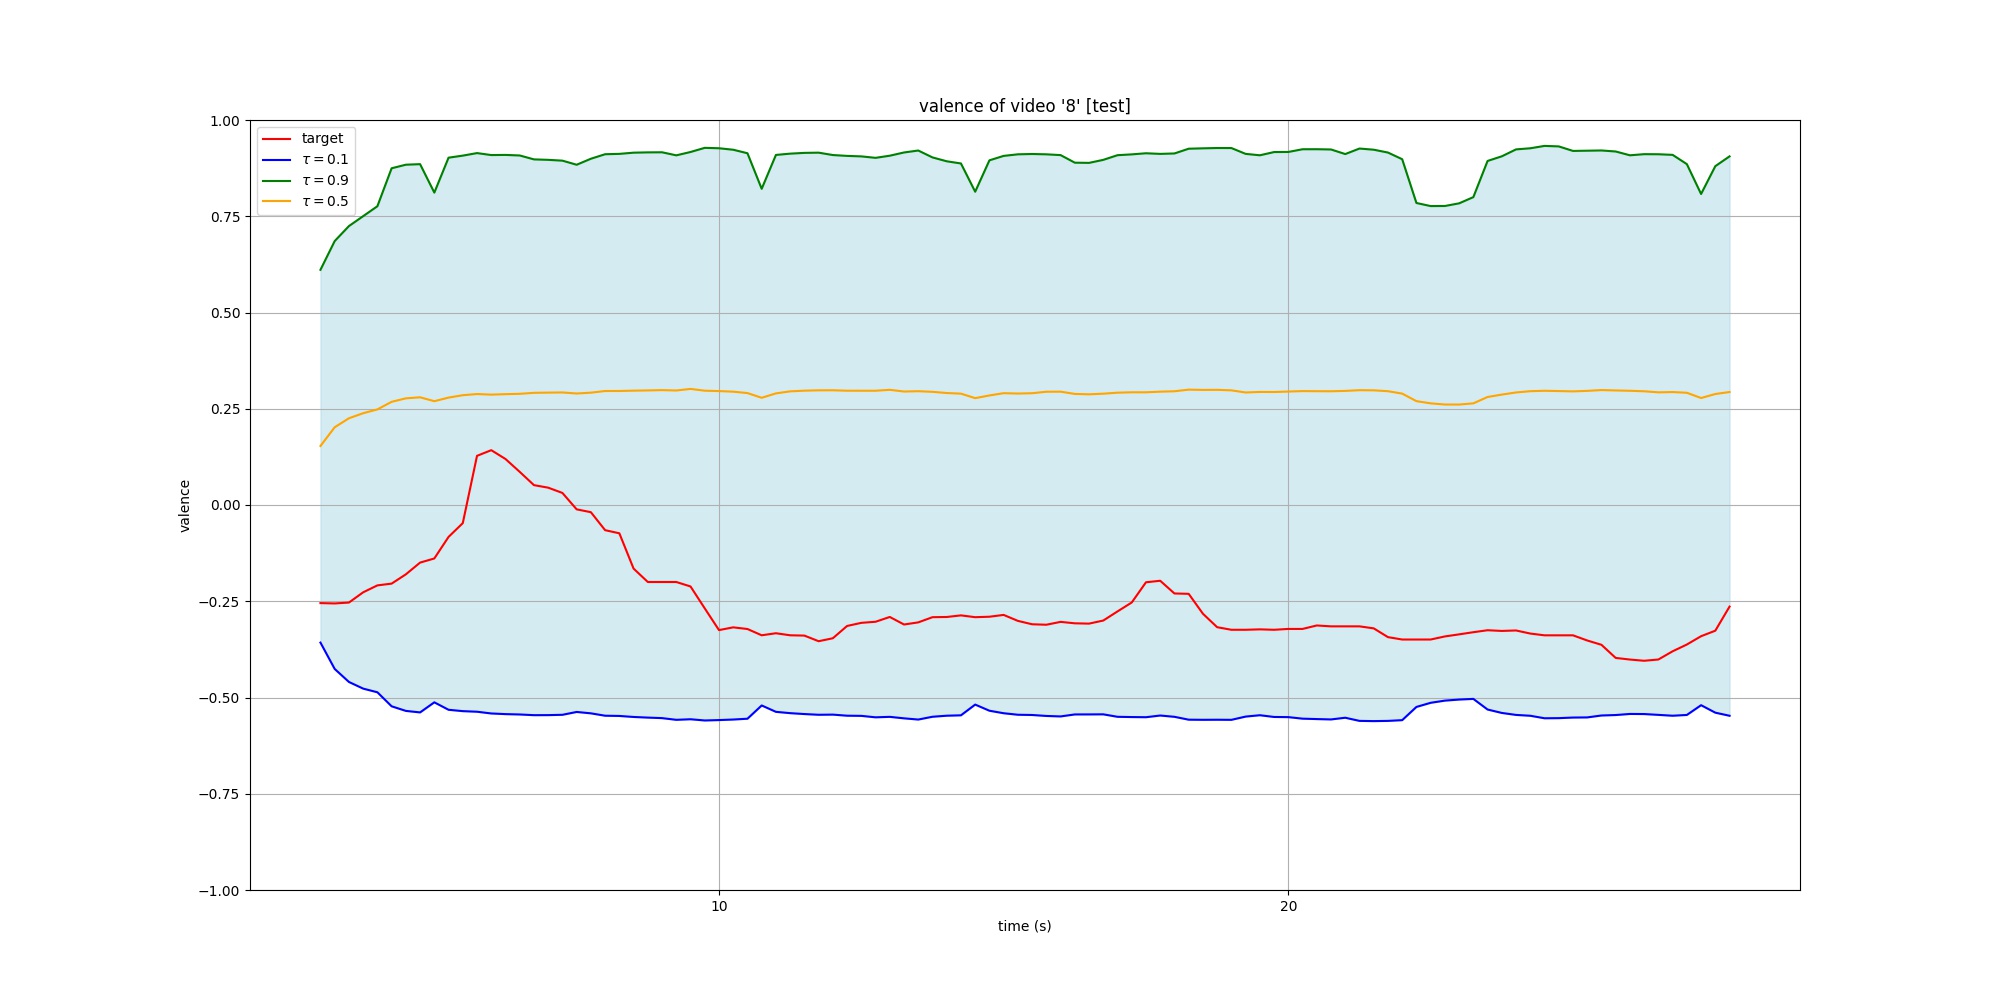 valence of video '8' [test]
target
τ = 0.1
τ = 0.9
τ = 0.5
1.00
0.75
0.50
0.25
0.00
−0.25
−0.50
−0.75
−1.00
valence
10
20
time (s)